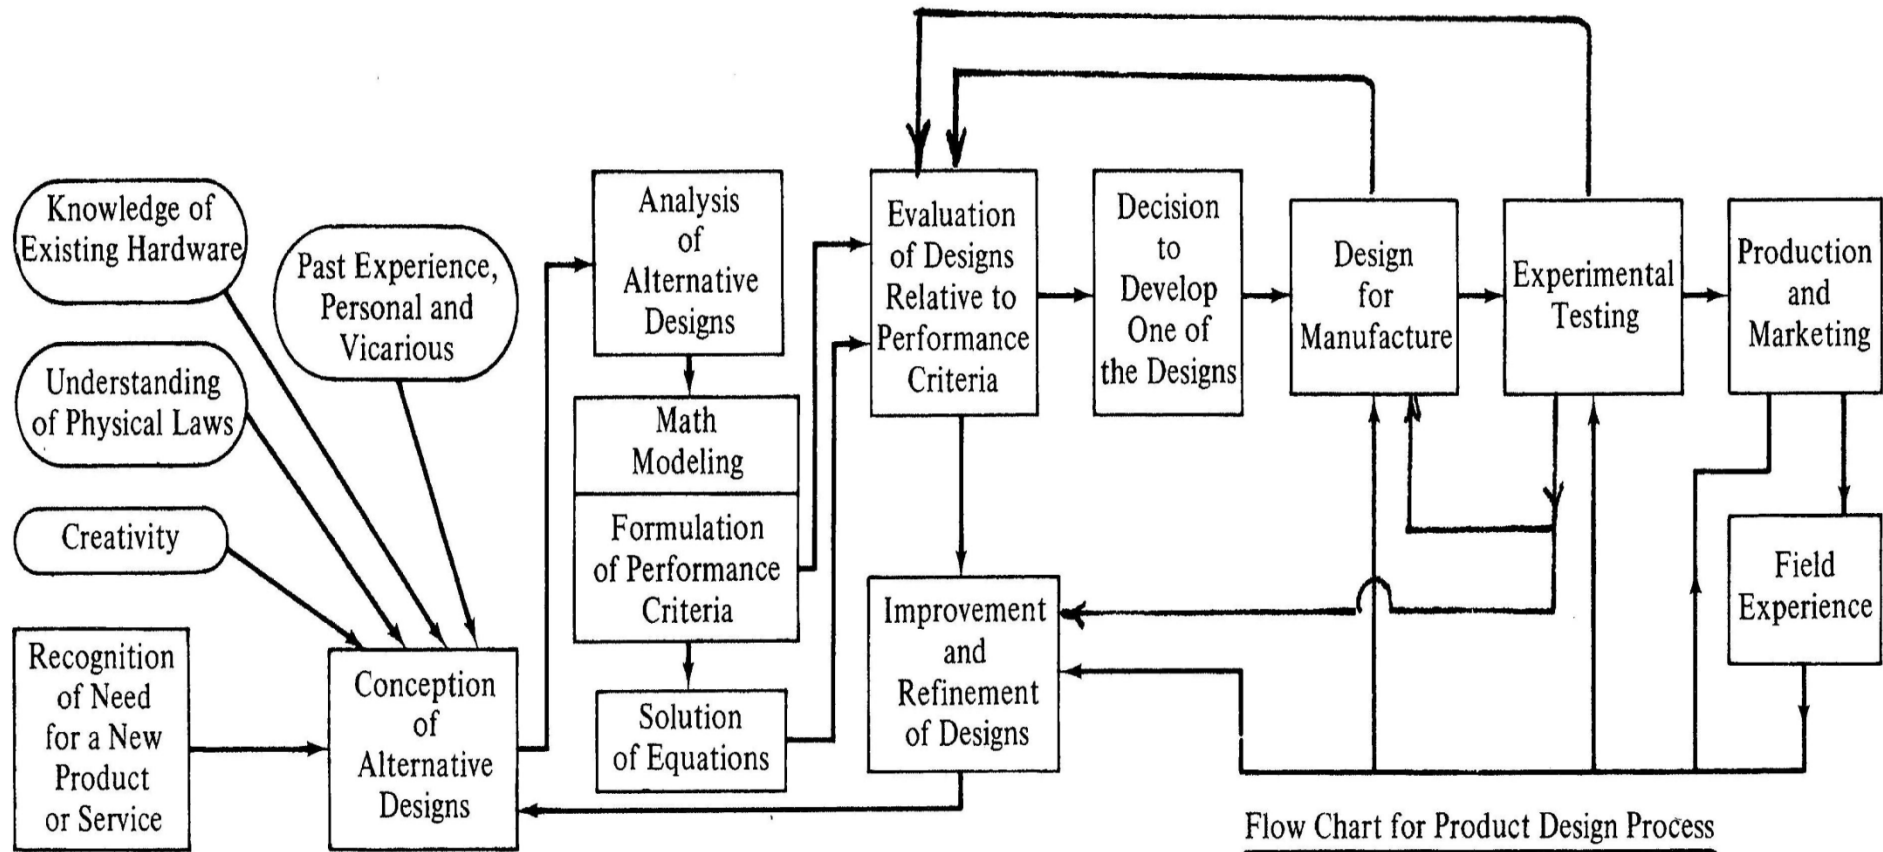 Knowledge of
Existing Hardware
Past Experience,
Personal and
Vicarious
Understanding
of Physical Laws
Creativity
Recognition
of Need
for a New
Product
or Service
Conception
of
Alternative
Designs
Analysis
of
Alternative
Designs
Math
Modeling
Formulation
of Performance
Criteria
Solution
of Equations
Evaluation
of Designs
Relative to
Performance
Criteria
Improvement
and
Refinement
of Designs
Decision
to
Develop
One of
the Designs
Design
for
Manufacture
Experimental
Testing
Production
and
Marketing
Field
Experience
Flow Chart for Product Design Process